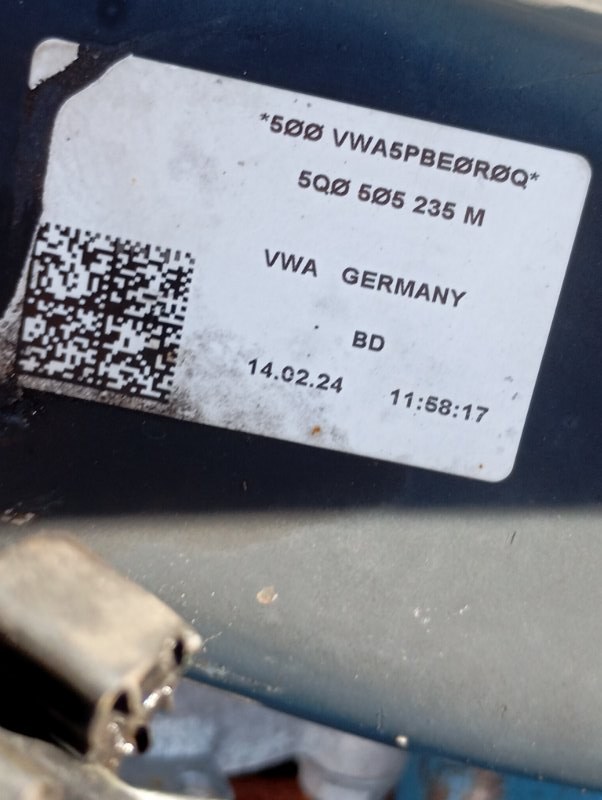 *5ØØ VWA5PBEØRØQ*
5QØ 5Ø5 235 M
VWA GERMANY
BD
14.02.24 11:58:17